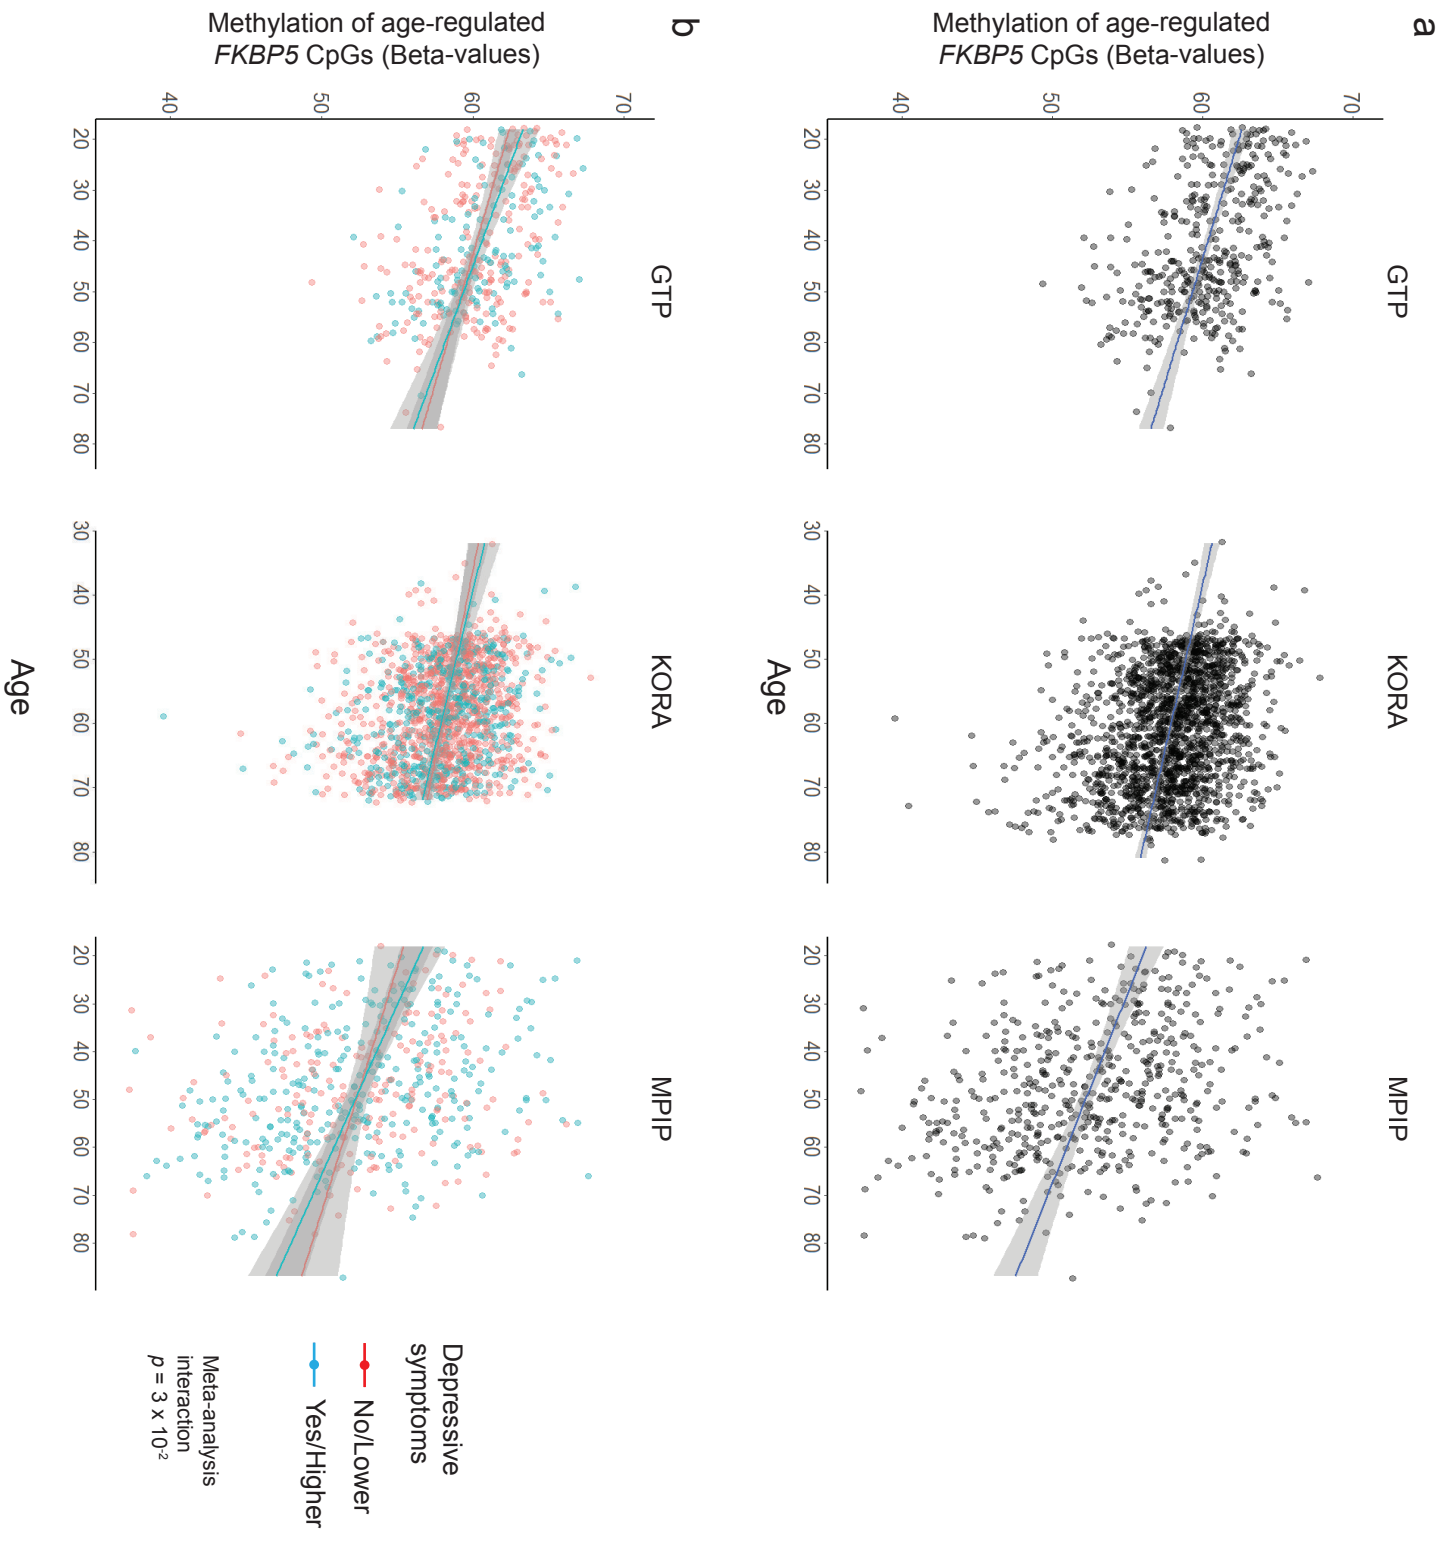 a
GTP
KORA
MPIP
Methylation of age-regulated
FKBP5 CpGs (Beta-values)
70
60
50
40
20 30 40 50 60 70 80
30 40 50 60 70 80
20 30 40 50 60 70 80
Age
b
GTP
KORA
MPIP
Methylation of age-regulated
FKBP5 CpGs (Beta-values)
70
60
50
40
20 30 40 50 60 70 80
30 40 50 60 70 80
20 30 40 50 60 70 80
Age
Depressive
symptoms
No/Lower
Yes/Higher
Meta-analysis
interaction
p = 3 x 10⁻²